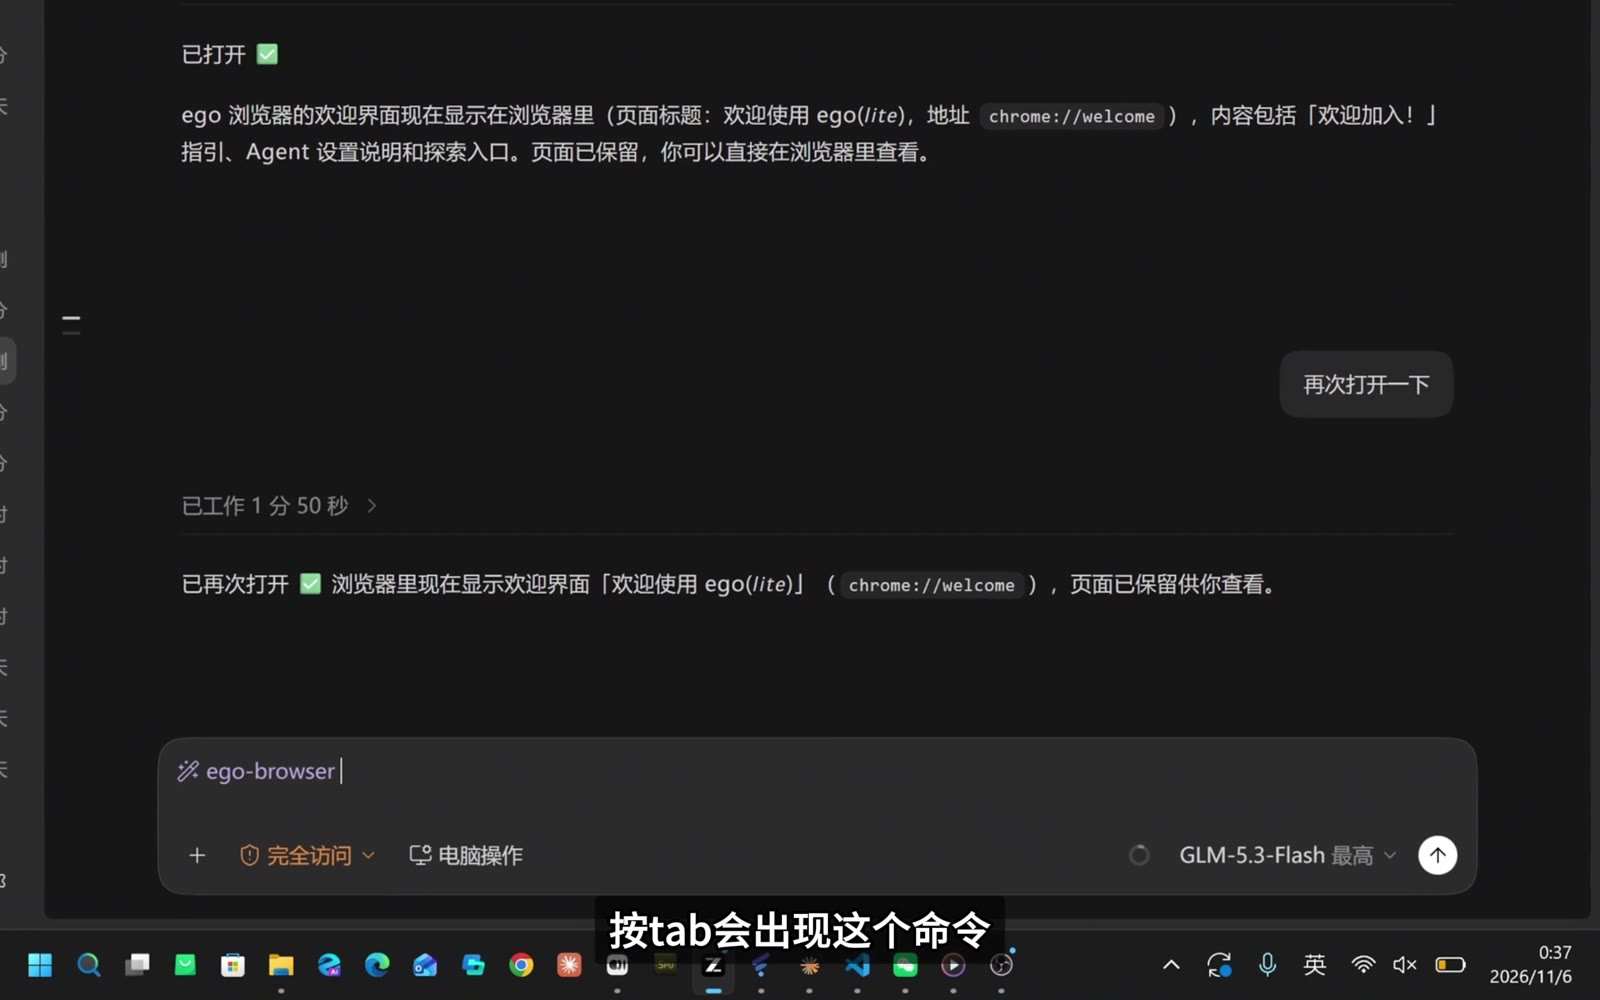 已打开 ✅
ego 浏览器的欢迎界面现在显示在浏览器里（页面标题：欢迎使用 ego(lite)，地址 chrome://welcome ），内容包括「欢迎加入！」
指引、Agent 设置说明和探索入口。页面已保留，你可以直接在浏览器里查看。
再次打开一下
已工作 1 分 50 秒 >
已再次打开 ✅ 浏览器里现在显示欢迎界面「欢迎使用 ego(lite)」（ chrome://welcome ），页面已保留供你查看。
ego-browser
+ 完全访问 电脑操作 GLM-5.3-Flash 最高
按tab会出现这个命令
英
0:37
2026/11/6